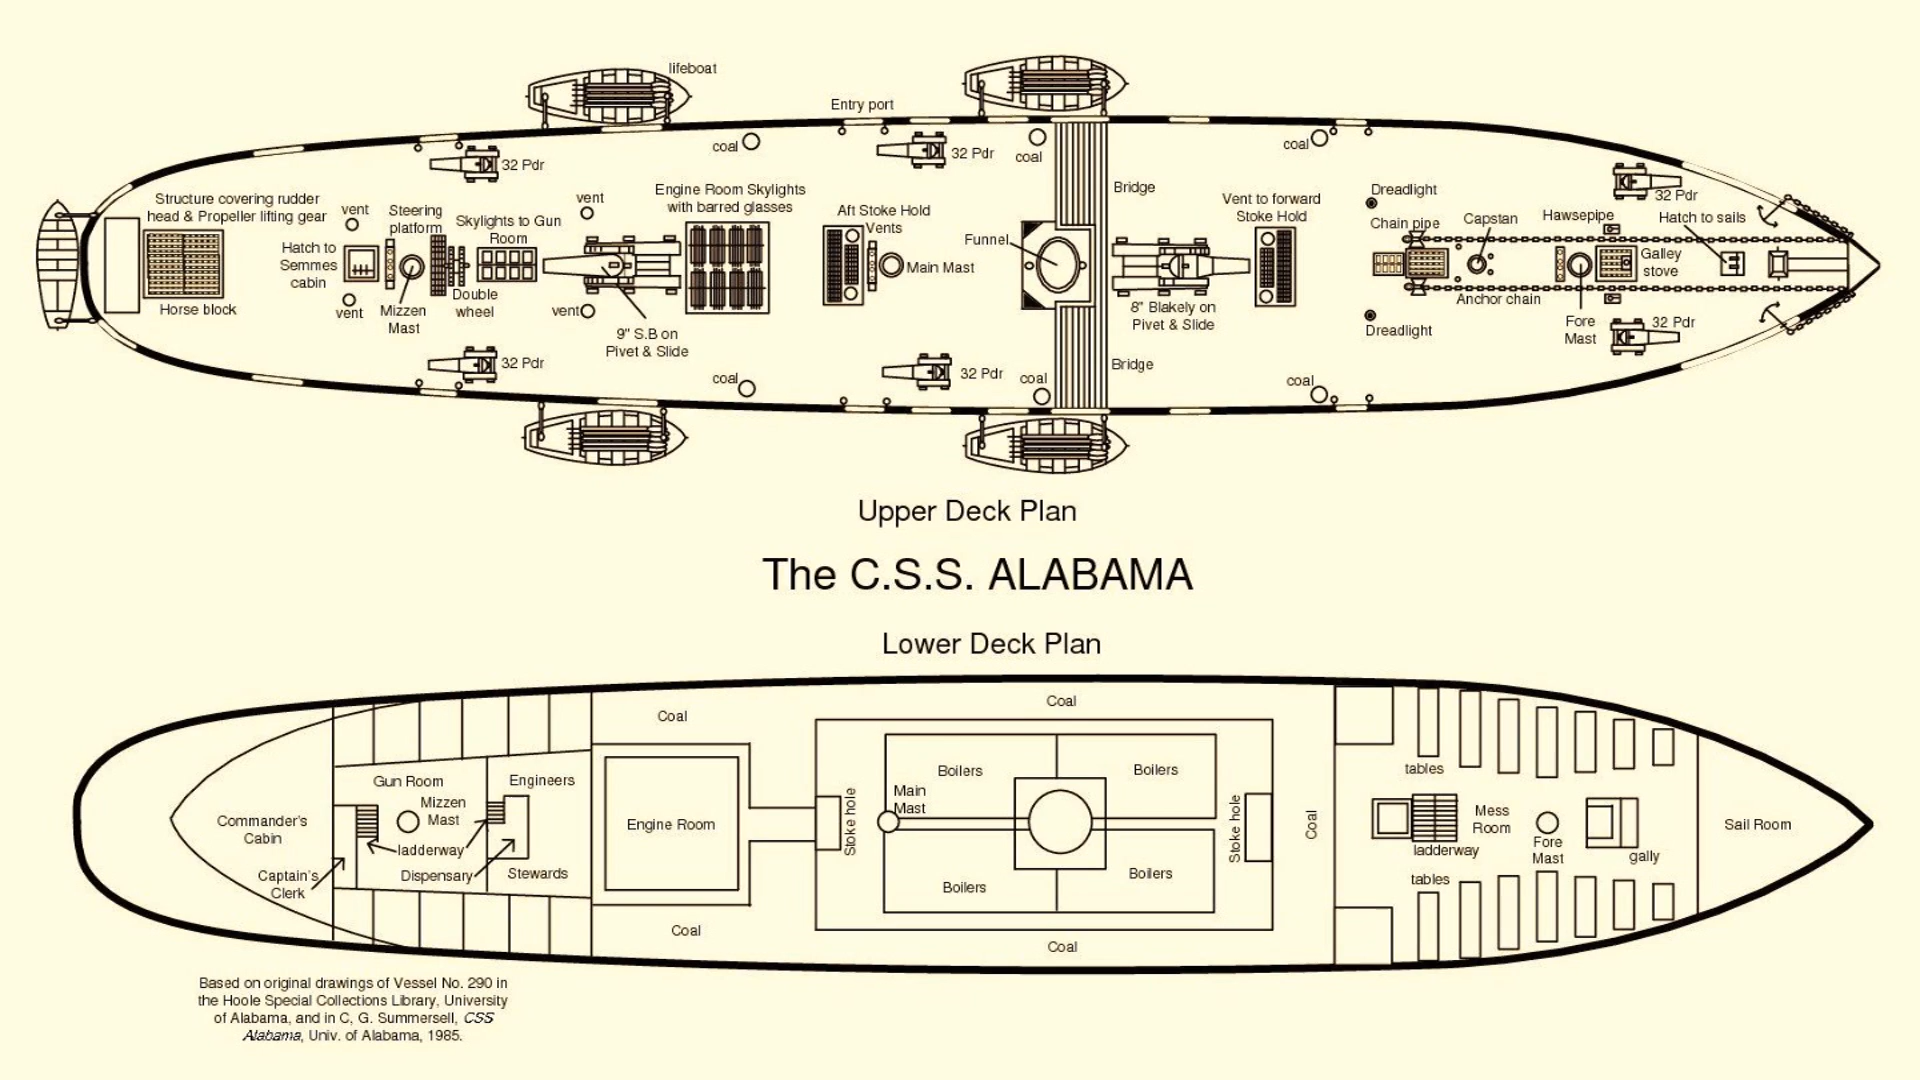 lifeboat
Entry port
coal
32 Pdr
32 Pdr
coal
coal
32 Pdr
Structure covering rudder
head & Propeller lifting gear
vent
Steering
platform
Skylights to Gun
Room
vent
Engine Room Skylights
with barred glasses
Aft Stoke Hold
Vents
Bridge
Vent to forward
Stoke Hold
Dreadlight
Chain pipe
Capstan
Hawsepipe
Hatch to sails
Hatch to
Semmes
cabin
Funnel
Main Mast
Galley
stove
Horse block
vent
Mizzen
Mast
Double
wheel
vent
9" S.B on
Pivet & Slide
8" Blakely on
Pivet & Slide
Anchor chain
Dreadlight
Fore
Mast
32 Pdr
32 Pdr
coal
32 Pdr
coal
Bridge
coal
Upper Deck Plan
The C.S.S. ALABAMA
Lower Deck Plan
Coal
Coal
Gun Room
Engineers
Boilers
Boilers
tables
Mizzen
Mast
Main
Mast
Commander's
Cabin
Engine Room
Stoke hole
Stoke hole
Coal
Mess
Room
Sail Room
ladderway
ladderway
Fore
Mast
gally
Captain's
Clerk
Dispensary
Stewards
Boilers
Boilers
tables
Coal
Coal
Based on original drawings of Vessel No. 290 in
the Hoole Special Collections Library, University
of Alabama, and in C, G. Summersell, CSS
Alabama, Univ. of Alabama, 1985.